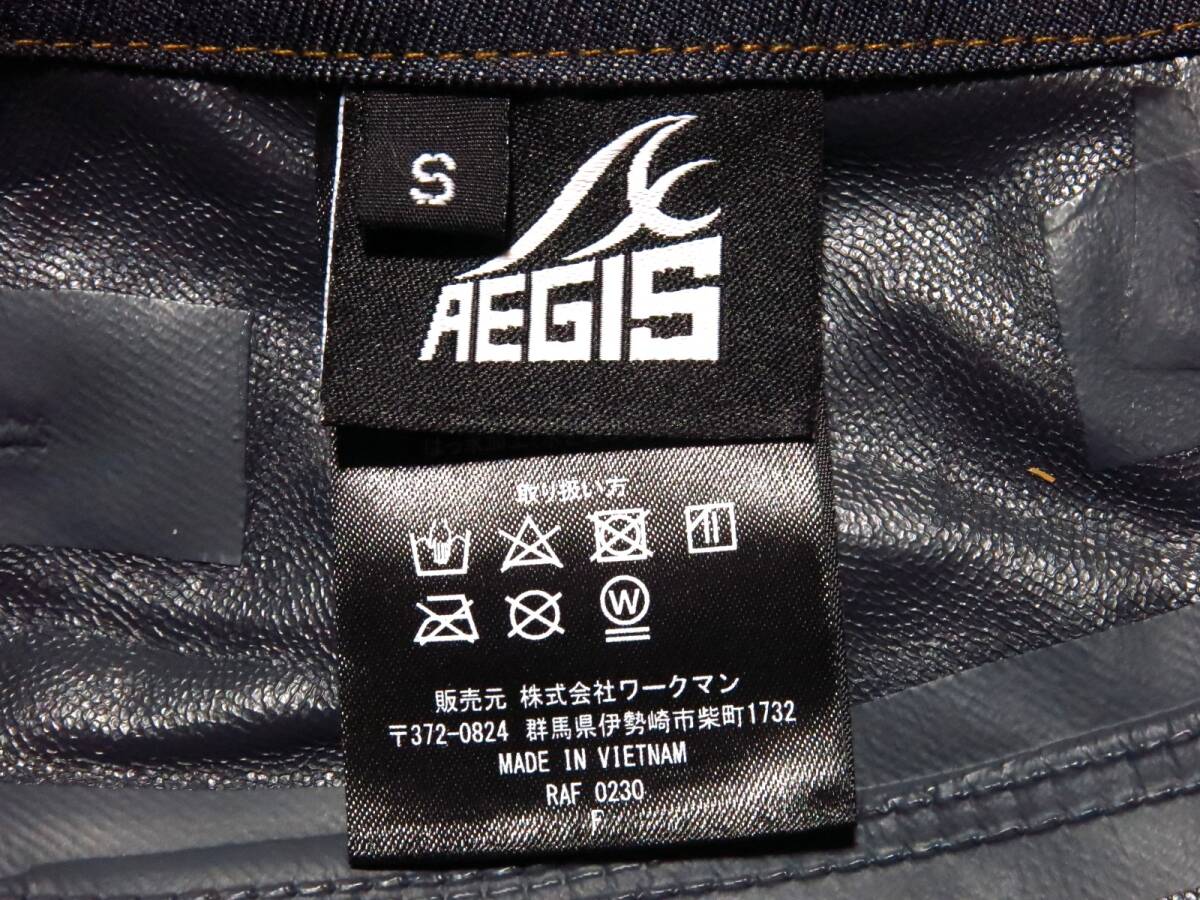 S
AEGIS
取り扱い方
W
販売元 株式会社ワークマン
〒372-0824 群馬県伊勢崎市柴町1732
MADE IN VIETNAM
RAF 0230
F